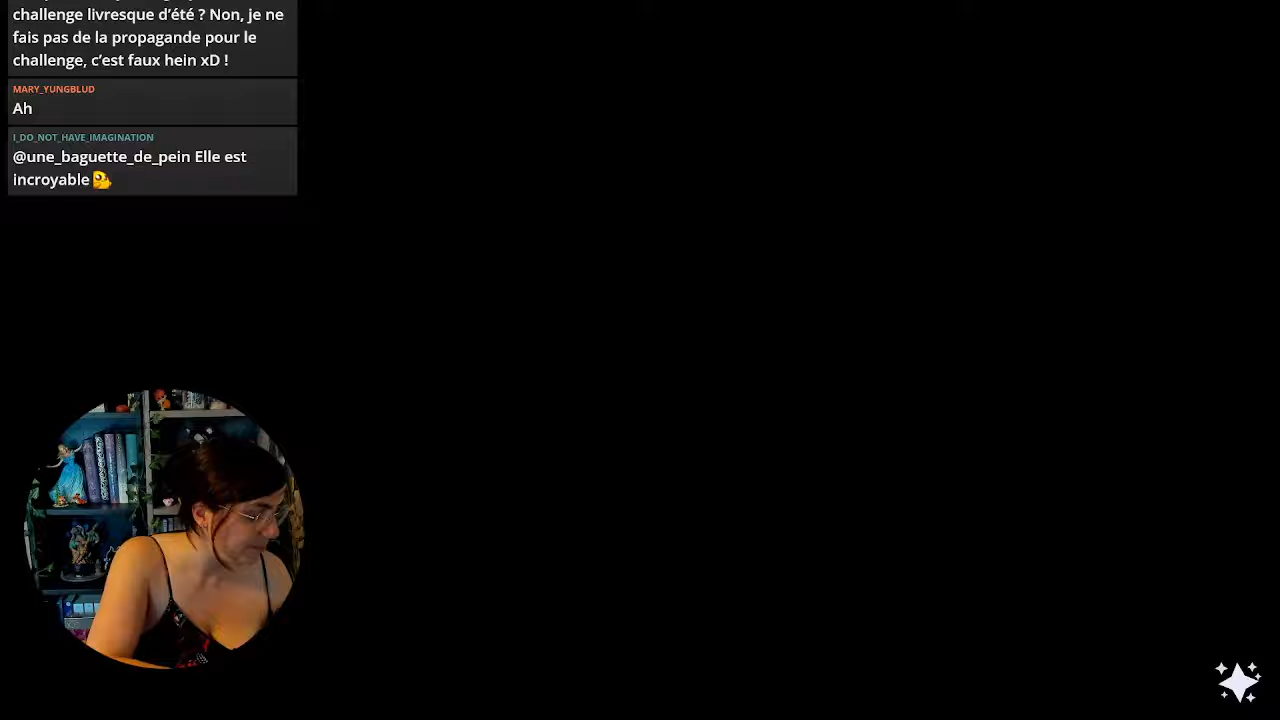 challenge livresque d'été ? Non, je ne
fais pas de la propagande pour le
challenge, c'est faux hein xD !
MARY_YUNGBLUD
Ah
I_DO_NOT_HAVE_IMAGINATION
@une_baguette_de_pein Elle est
incroyable